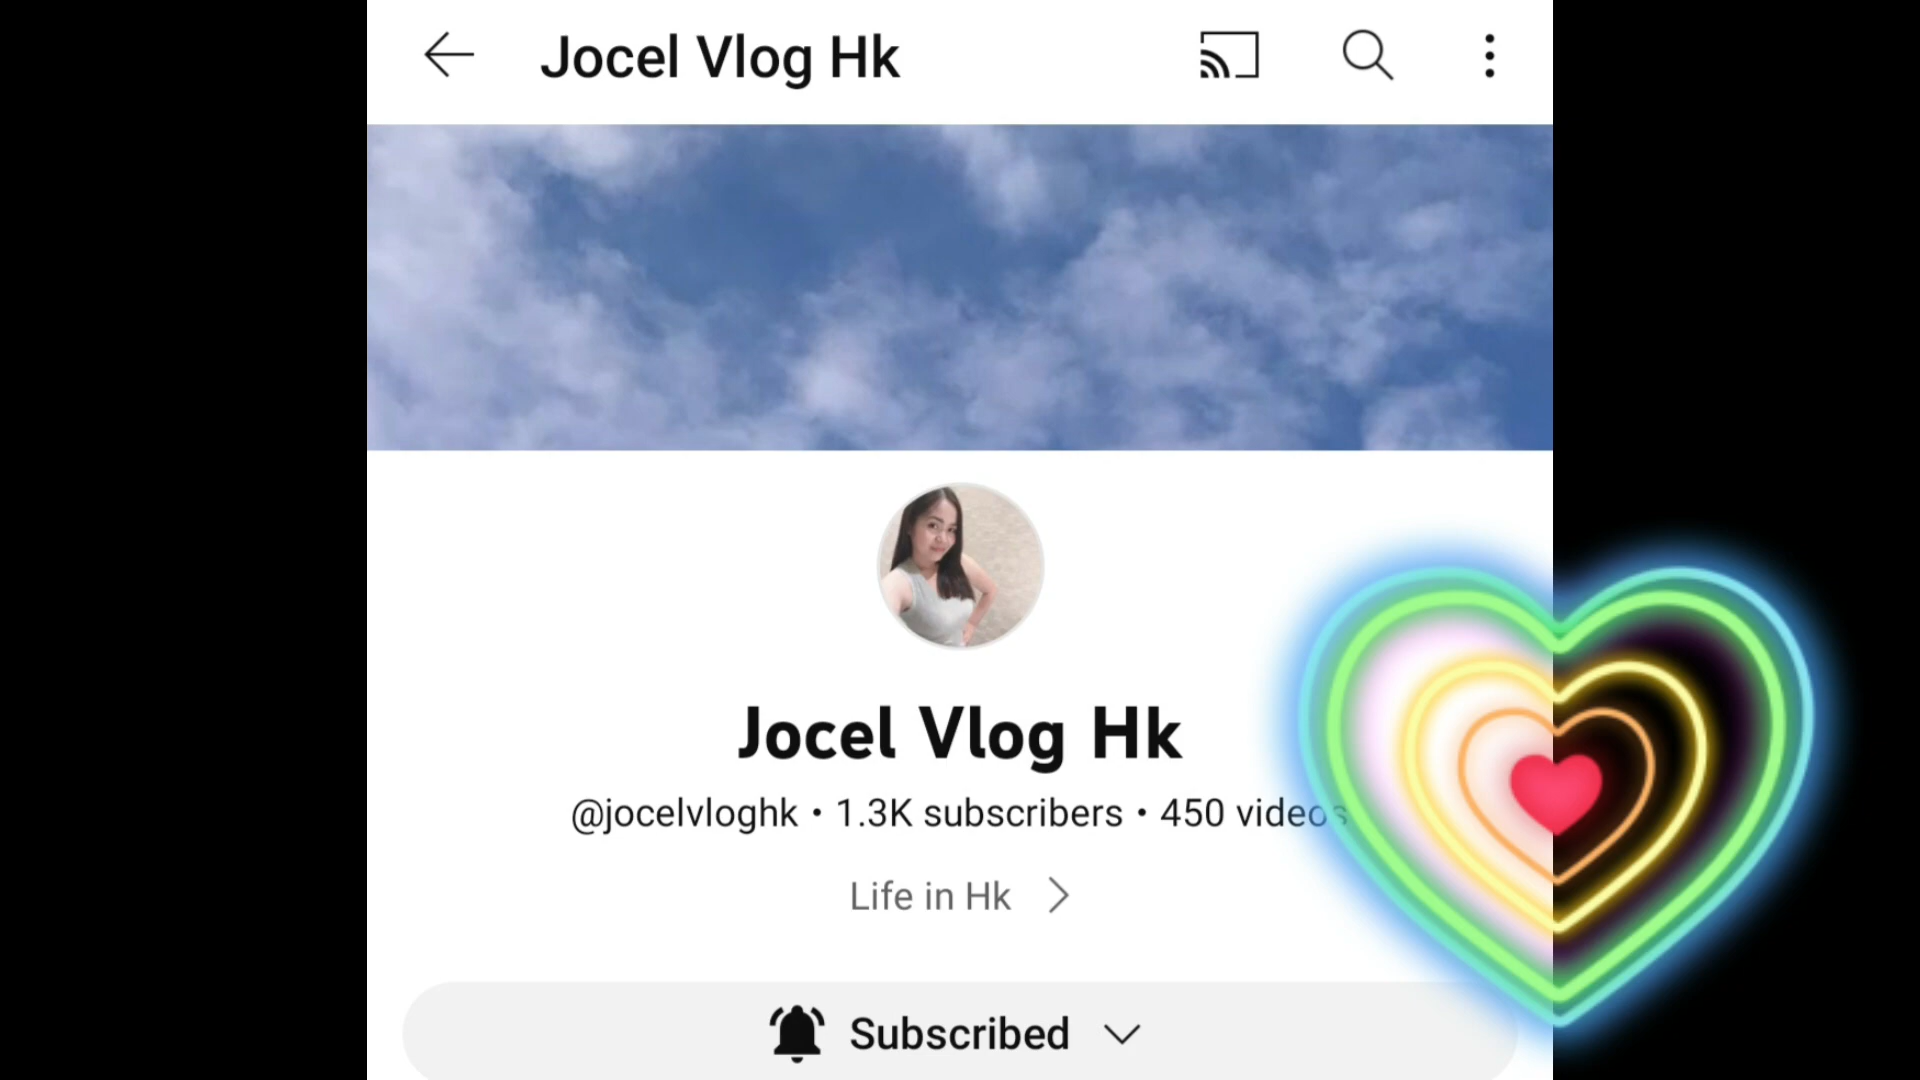 Jocel Vlog Hk
Jocel Vlog Hk
@jocelvloghk • 1.3K subscribers • 450 videos
Life in Hk
Subscribed